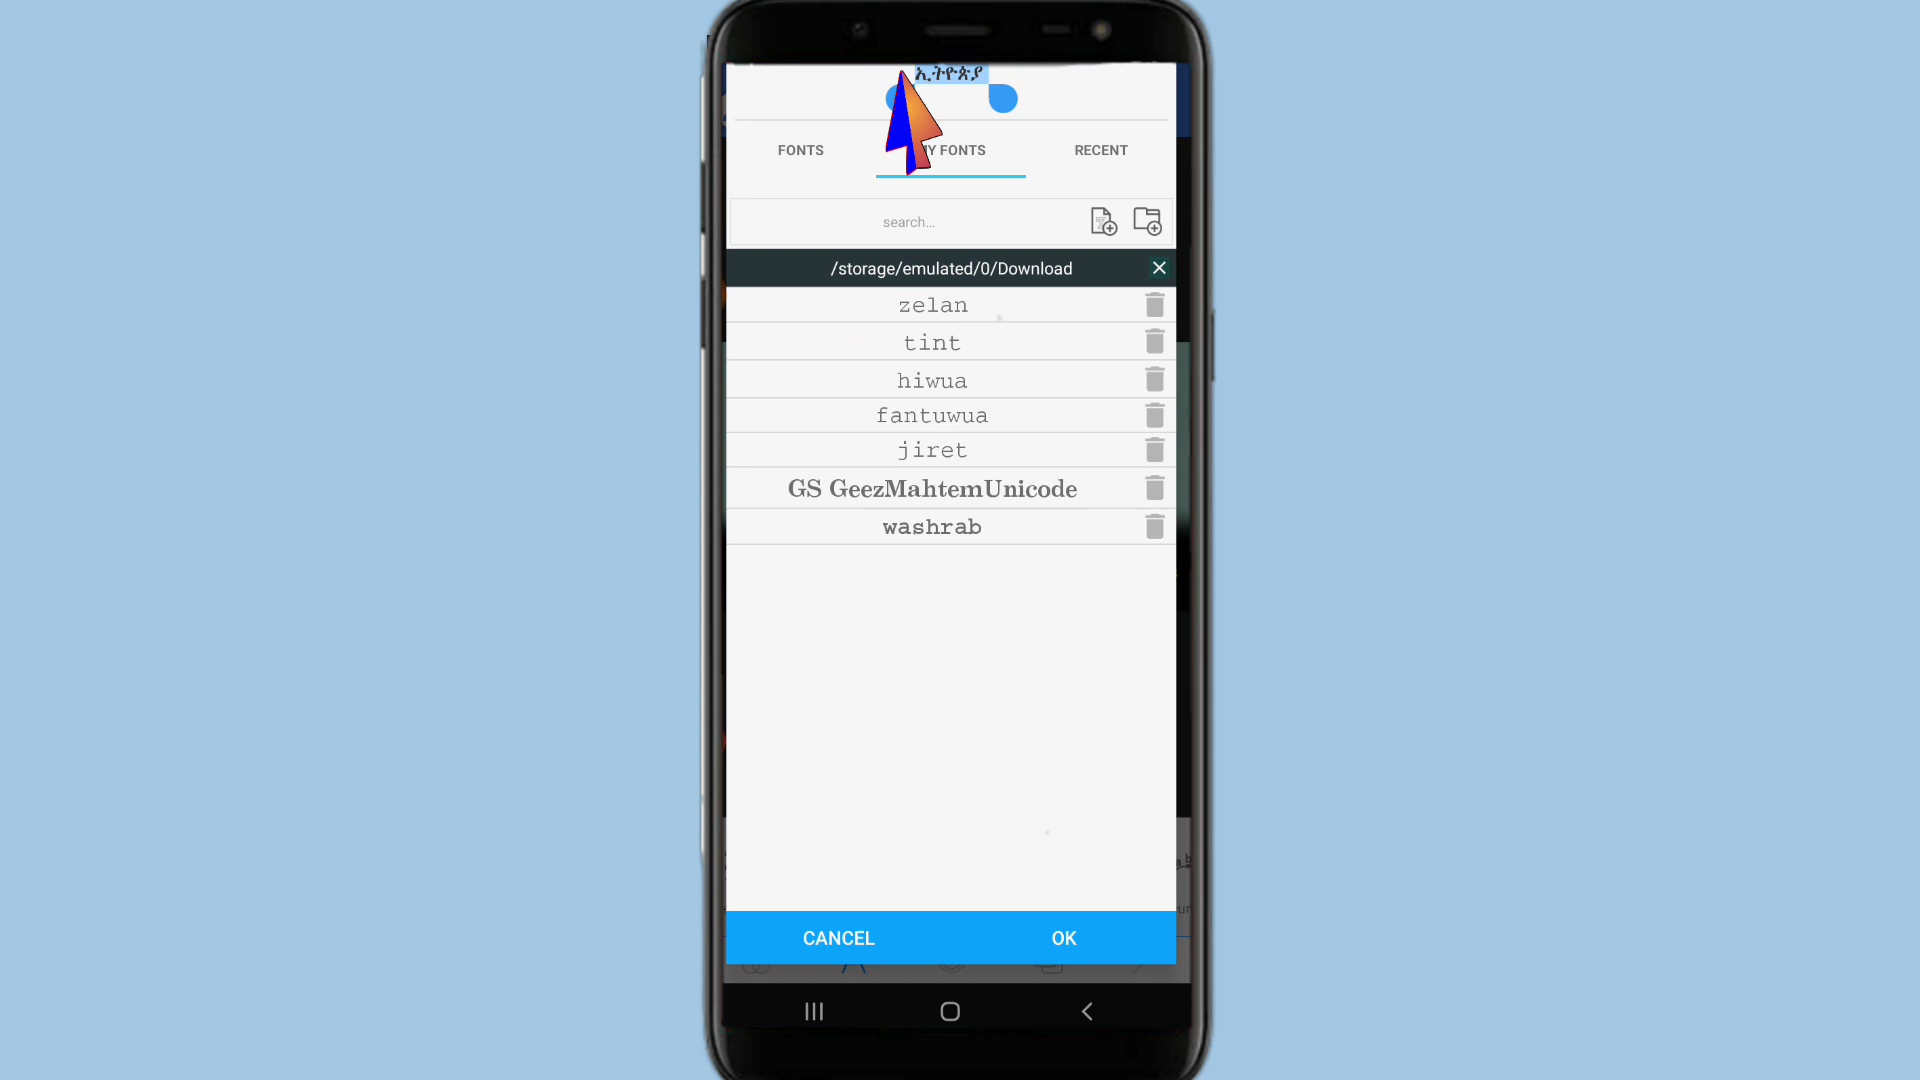 ኢትዮጵያ
FONTS
MY FONTS
RECENT
search...
/storage/emulated/0/Download
zelan
tint
hiwua
fantuwua
jiret
GS GeezMahtemUnicode
washrab
CANCEL
OK